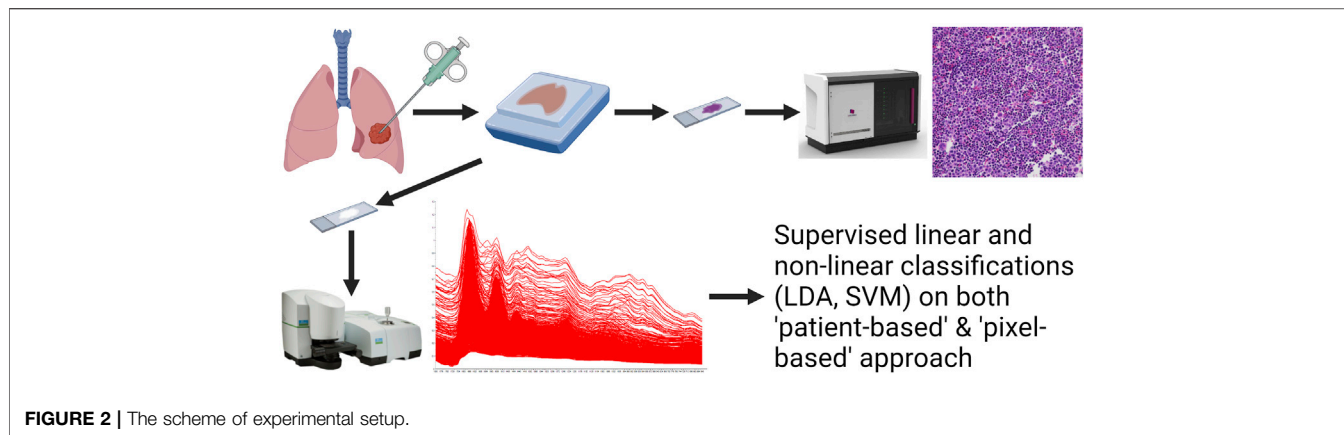 Supervised linear and
non-linear classifications
(LDA, SVM) on both
'patient-based' & 'pixel-
based' approach
FIGURE 2 | The scheme of experimental setup.